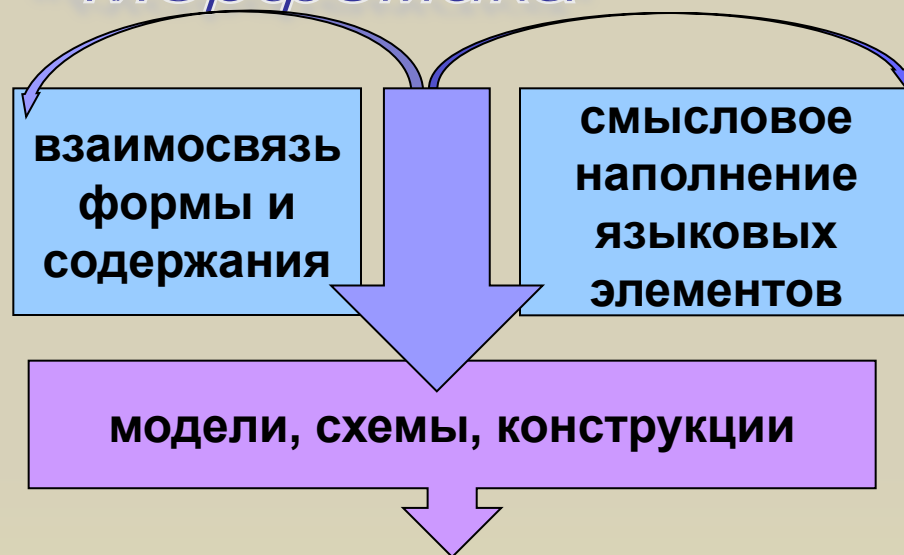 взаимосвязь
формы и
содержания
смысловое
наполнение
языковых
элементов
модели, схемы, конструкции